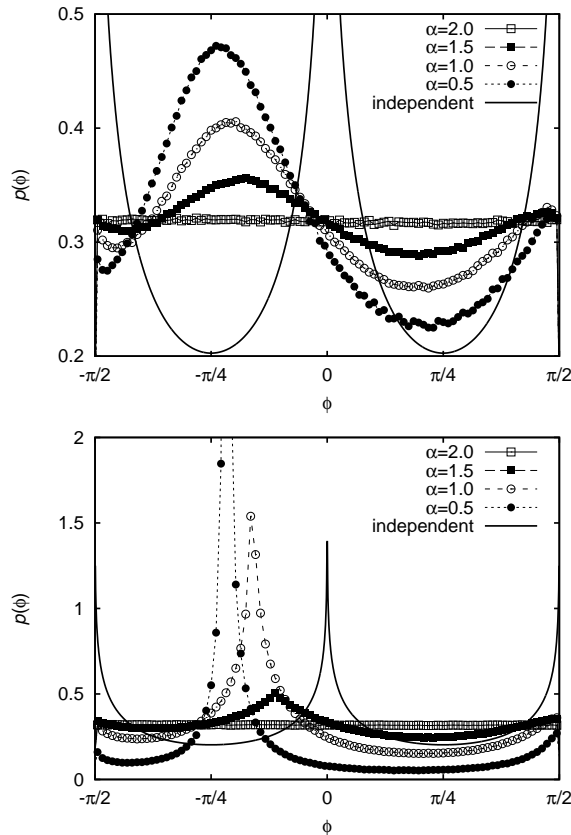 0.5
0.4
0.3
0.2
p(ϕ)
α=2.0
α=1.5
α=1.0
α=0.5
independent
-π/2 -π/4 0 π/4 π/2
ϕ
2
1.5
1
0.5
0
p(ϕ)
α=2.0
α=1.5
α=1.0
α=0.5
independent
-π/2 -π/4 0 π/4 π/2
ϕ